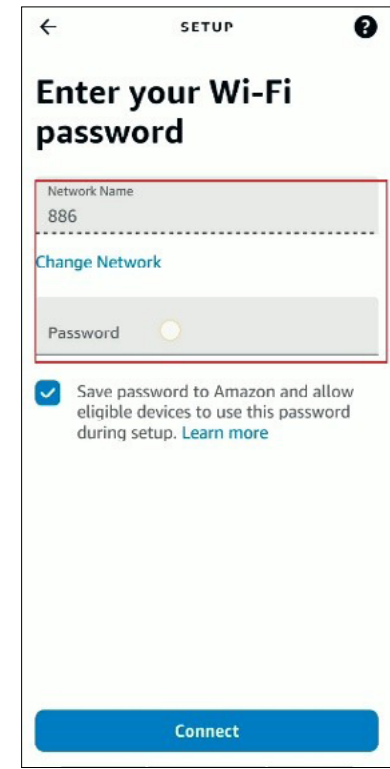 SETUP
Enter your Wi-Fi
password
Network Name
886
Change Network
Password
Save password to Amazon and allow
eligible devices to use this password
during setup. Learn more
Connect